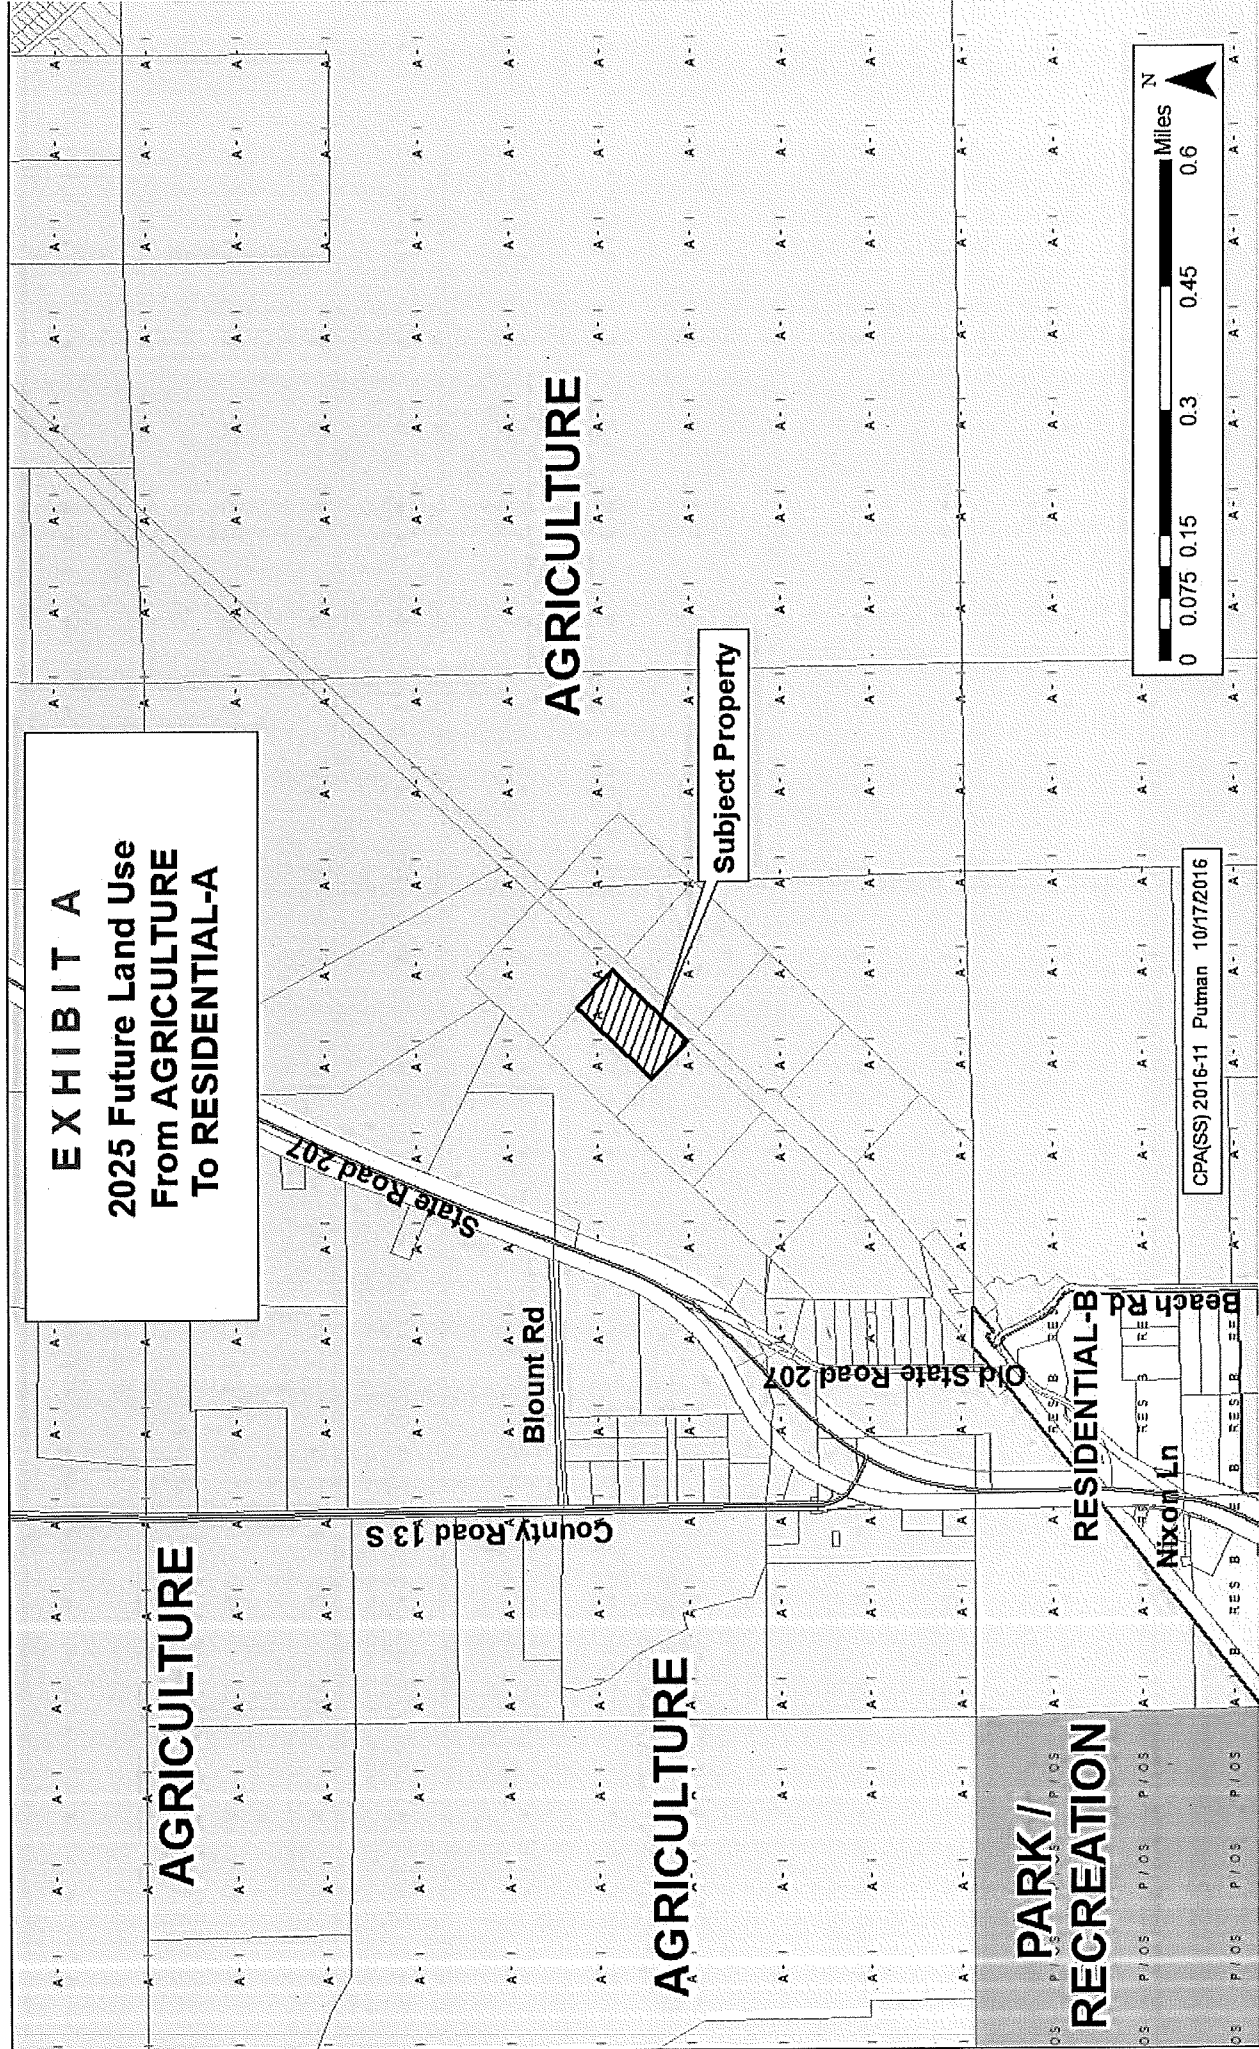 EXHIBIT A
2025 Future Land Use
From AGRICULTURE
To RESIDENTIAL-A
AGRICULTURE
State Road 207
County Road 13 S
Blount Rd
AGRICULTURE
AGRICULTURE
Subject Property
Old State Road 207
PARK /
RECREATION
RESIDENTIAL-B
Beach Rd
Nixon Ln
A-I
P/OS
RES B
CPA(SS) 2016-11 Putman 10/17/2016
N
Miles
0 0.075 0.15 0.3 0.45 0.6